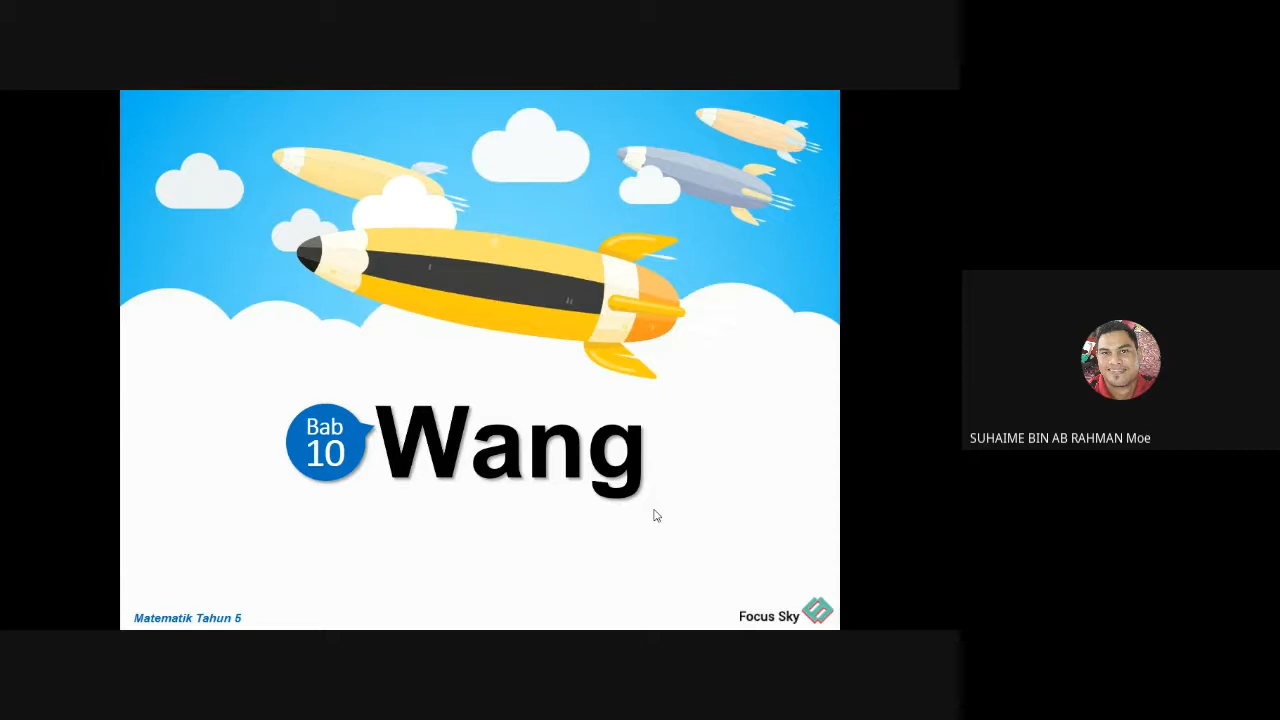 Bab
10
Wang
Matematik Tahun 5
Focus Sky
SUHAIME BIN AB RAHMAN Moe